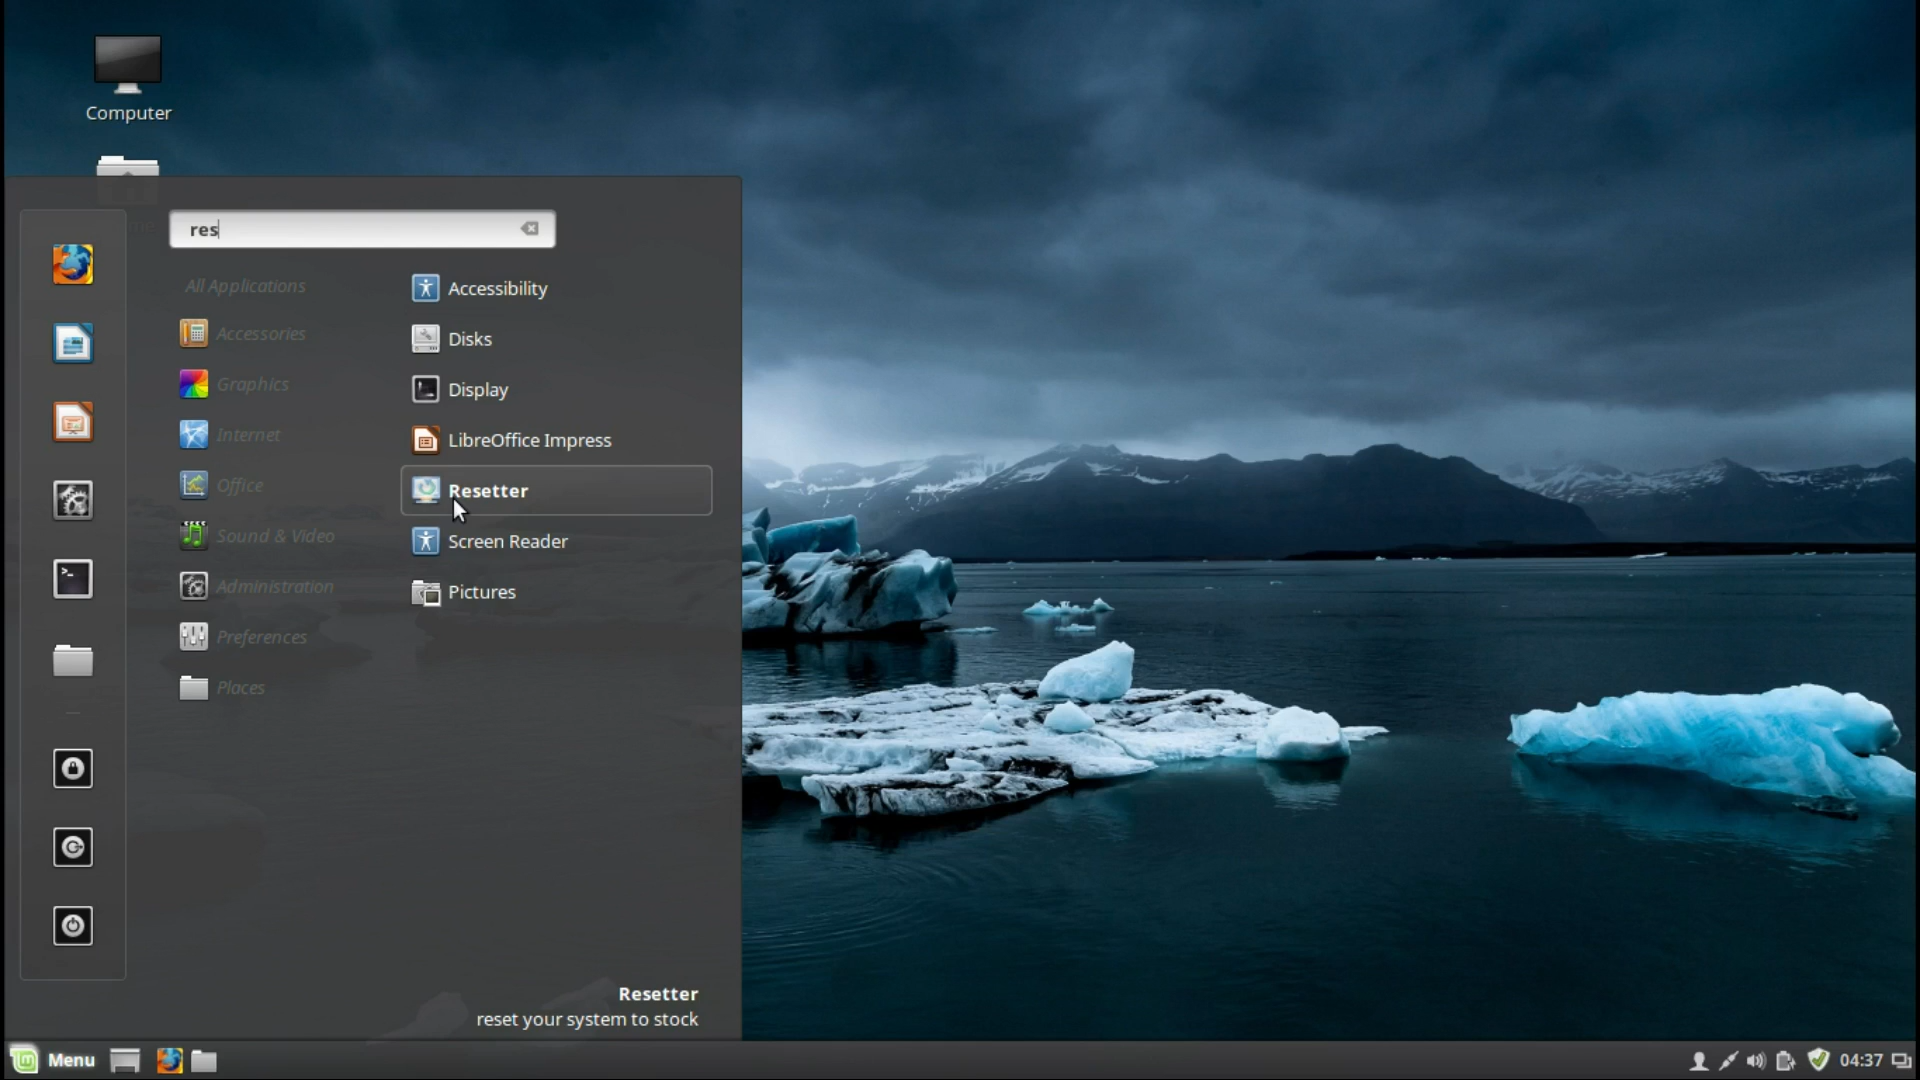 Computer
res
All Applications
Accessories
Graphics
Internet
Office
Sound & Video
Administration
Preferences
Places
Accessibility
Disks
Display
LibreOffice Impress
Resetter
Screen Reader
Pictures
Resetter
reset your system to stock
Menu
04:37